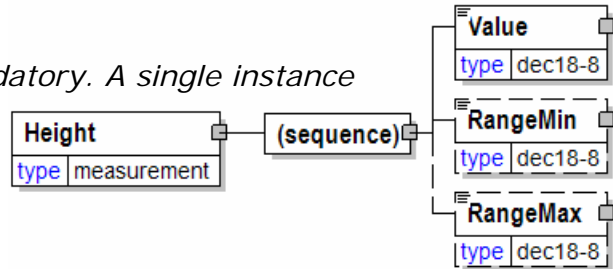 Value
type dec18-8
datory. A single instance
Height
type measurement
(sequence)
RangeMin
type dec18-8
RangeMax
type dec18-8